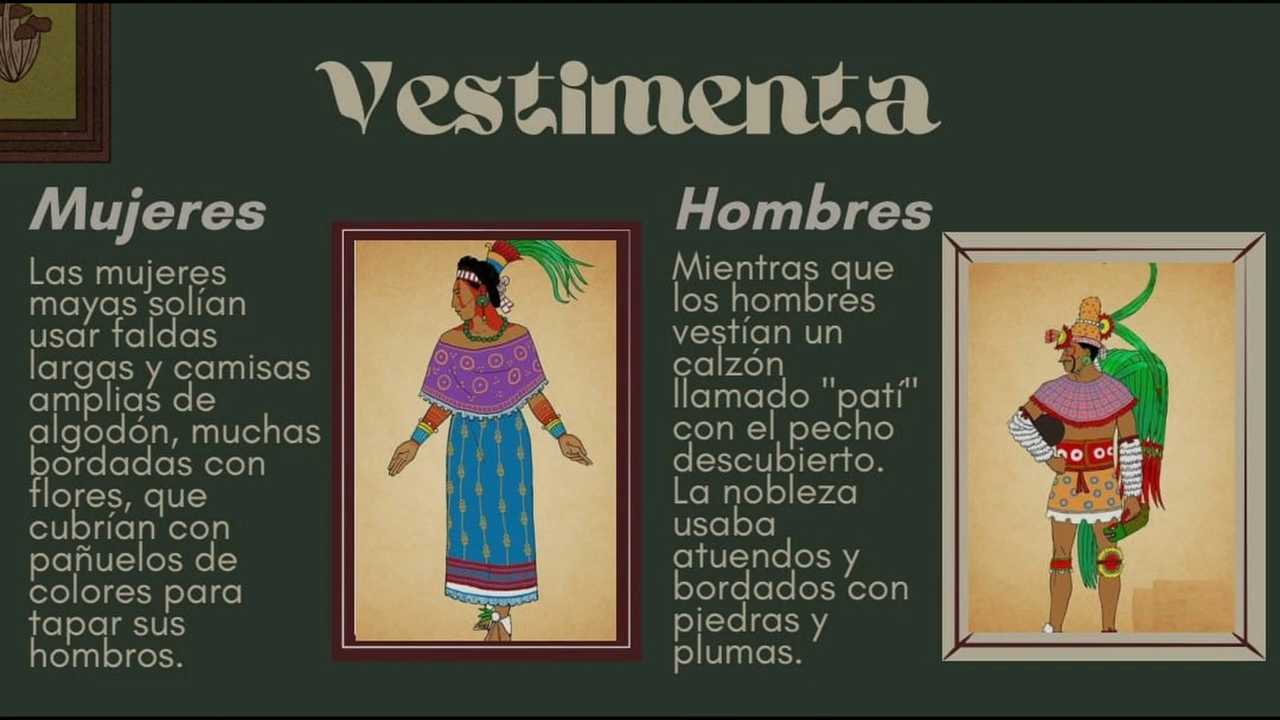 Vestimenta
Mujeres
Las mujeres
mayas solían
usar faldas
largas y camisas
amplias de
algodón, muchas
bordadas con
flores, que
cubrían con
pañuelos de
colores para
tapar sus
hombros.
Hombres
Mientras que
los hombres
vestían un
calzón
llamado "patí"
con el pecho
descubierto.
La nobleza
usaba
atuendos y
bordados con
piedras y
plumas.